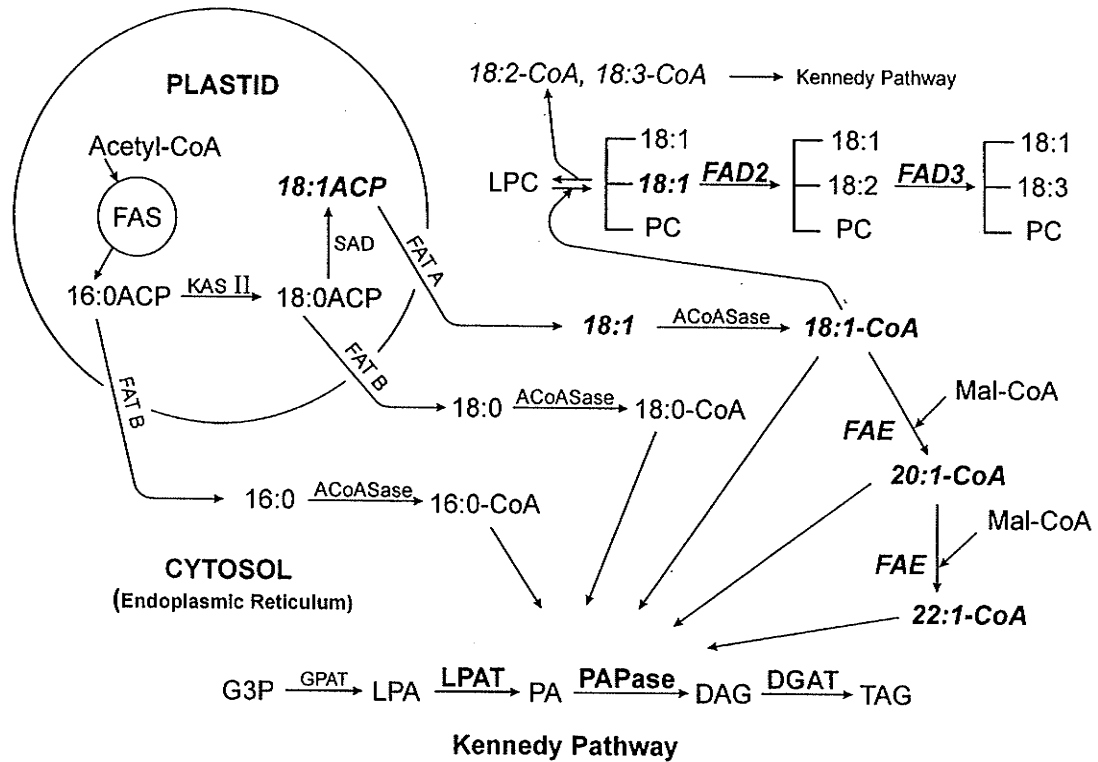 PLASTID
Acetyl-CoA
FAS
16:0ACP
KAS II
18:0ACP
SAD
18:1ACP
FAT A
FAT B
FAT B
18:2-CoA, 18:3-CoA
Kennedy Pathway
LPC
18:1
18:1
PC
FAD2
18:1
18:2
PC
FAD3
18:1
18:3
PC
18:1
ACoASase
18:1-CoA
18:0
ACoASase
18:0-CoA
16:0
ACoASase
16:0-CoA
Mal-CoA
FAE
20:1-CoA
Mal-CoA
FAE
22:1-CoA
CYTOSOL
(Endoplasmic Reticulum)
G3P
GPAT
LPA
LPAT
PA
PAPase
DAG
DGAT
TAG
Kennedy Pathway